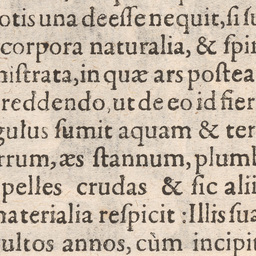 otis una deesse nequit, si su
corpora naturalia, & spir
nistrata, in quæ ars postea
reddendo, ut de eo id fier
gulus sumit aquam & ter
rrum, æs stannum, plumb
pelles crudas & sic alii
naterialia respicit : Illis sua
ultos annos, cùm incipit